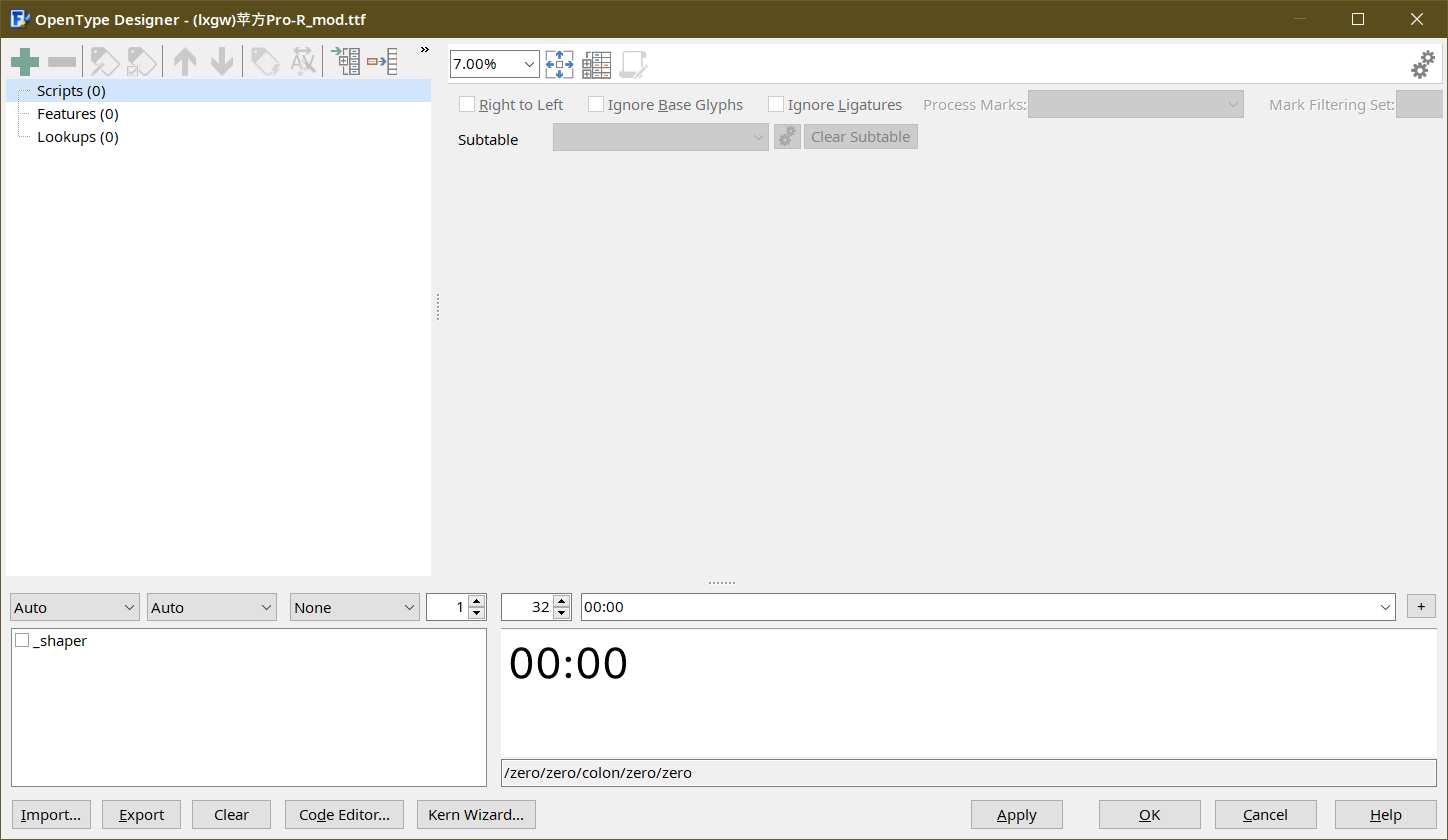 OpenType Designer - (lxgw)苹方Pro-R_mod.ttf
»
7.00%
Scripts (0)
Features (0)
Lookups (0)
Right to Left
Ignore Base Glyphs
Ignore Ligatures
Process Marks:
Mark Filtering Set:
Subtable
Clear Subtable
Auto
Auto
None
1
32
00:00
+
_shaper
00:00
/zero/zero/colon/zero/zero
Import...
Export
Clear
Code Editor...
Kern Wizard...
Apply
OK
Cancel
Help